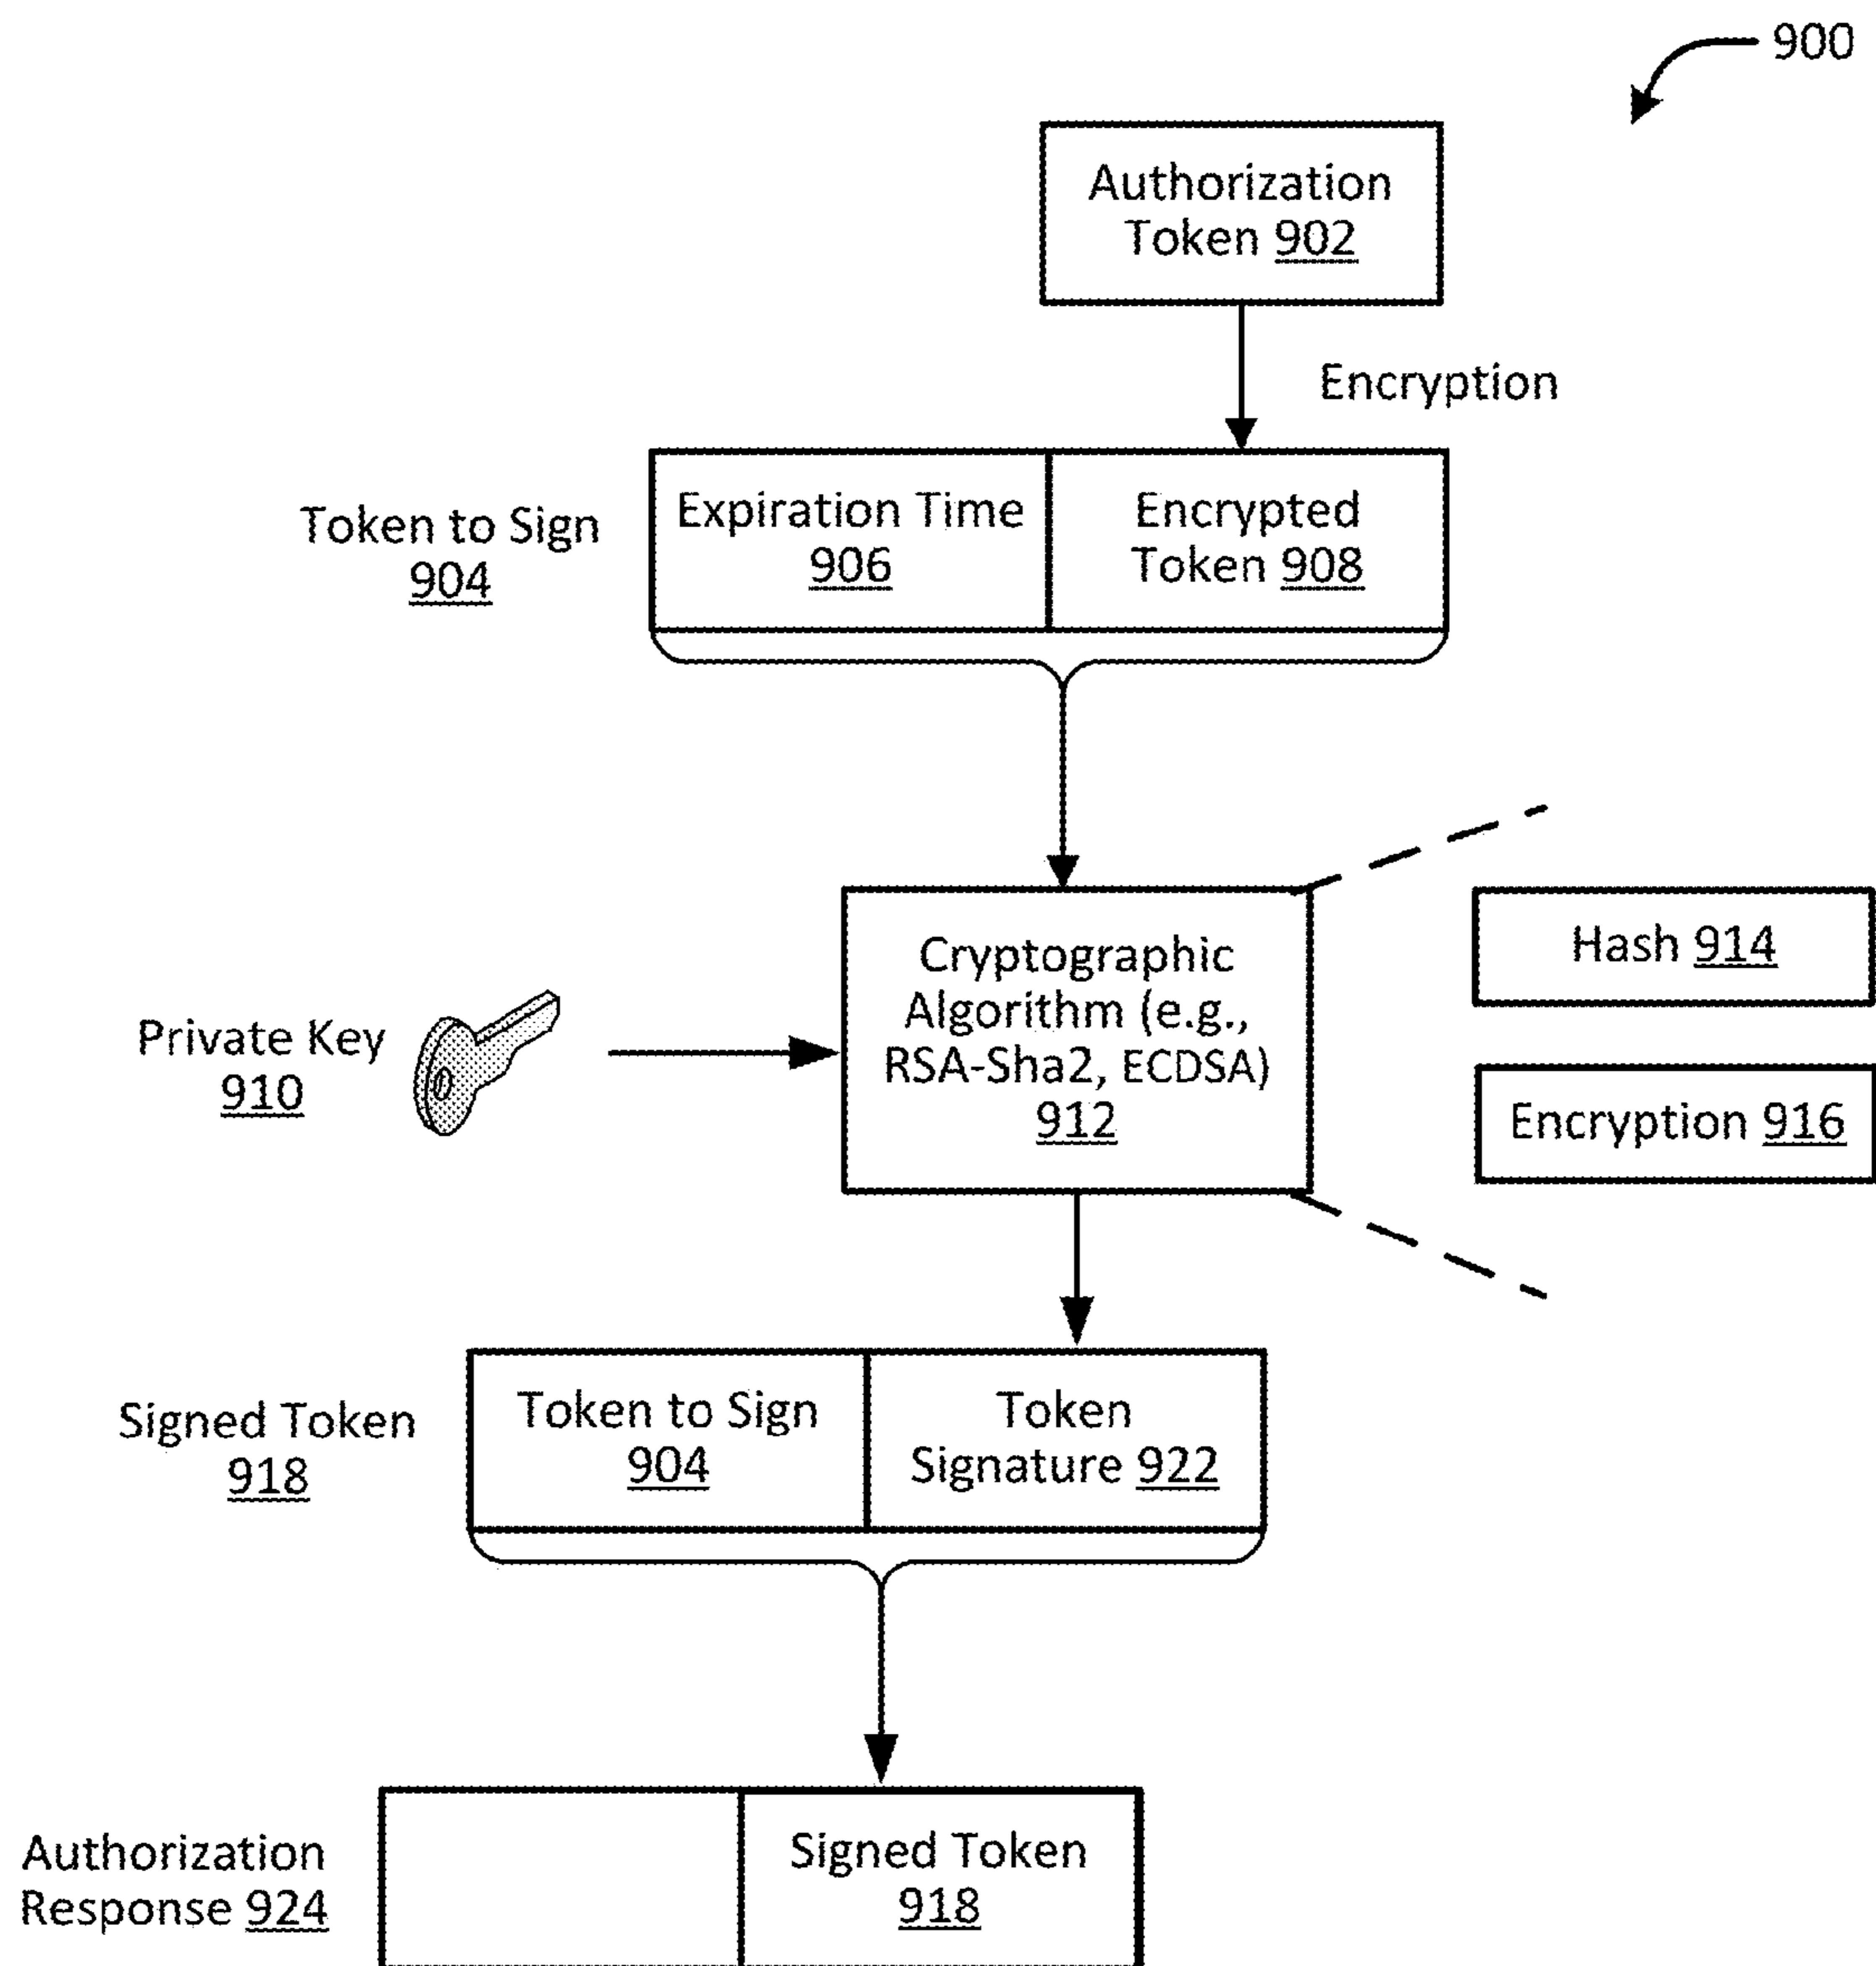 900
Authorization
Token 902
Encryption
Token to Sign
904
Expiration Time
906
Encrypted
Token 908
Private Key
910
Cryptographic
Algorithm (e.g.,
RSA-Sha2, ECDSA)
912
Hash 914
Encryption 916
Signed Token
918
Token to Sign
904
Token
Signature 922
Authorization
Response 924
Signed Token
918